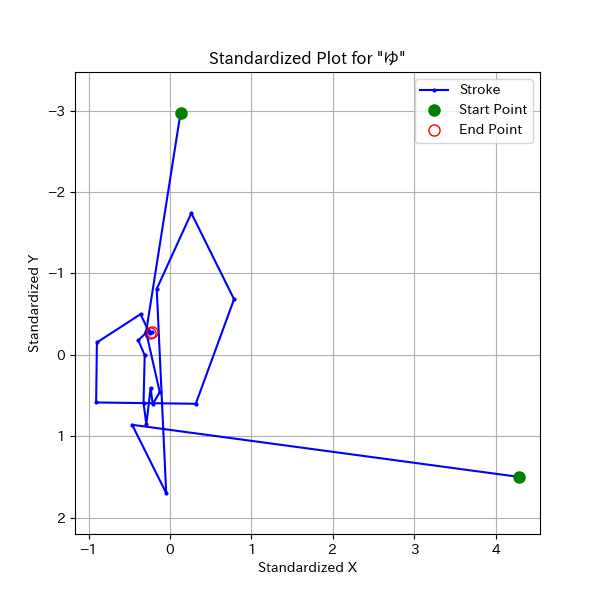 Standardized Plot for "ゆ"
Stroke
Start Point
End Point
−3
−2
−1
0
1
2
Standardized Y
−1 0 1 2 3 4
Standardized X